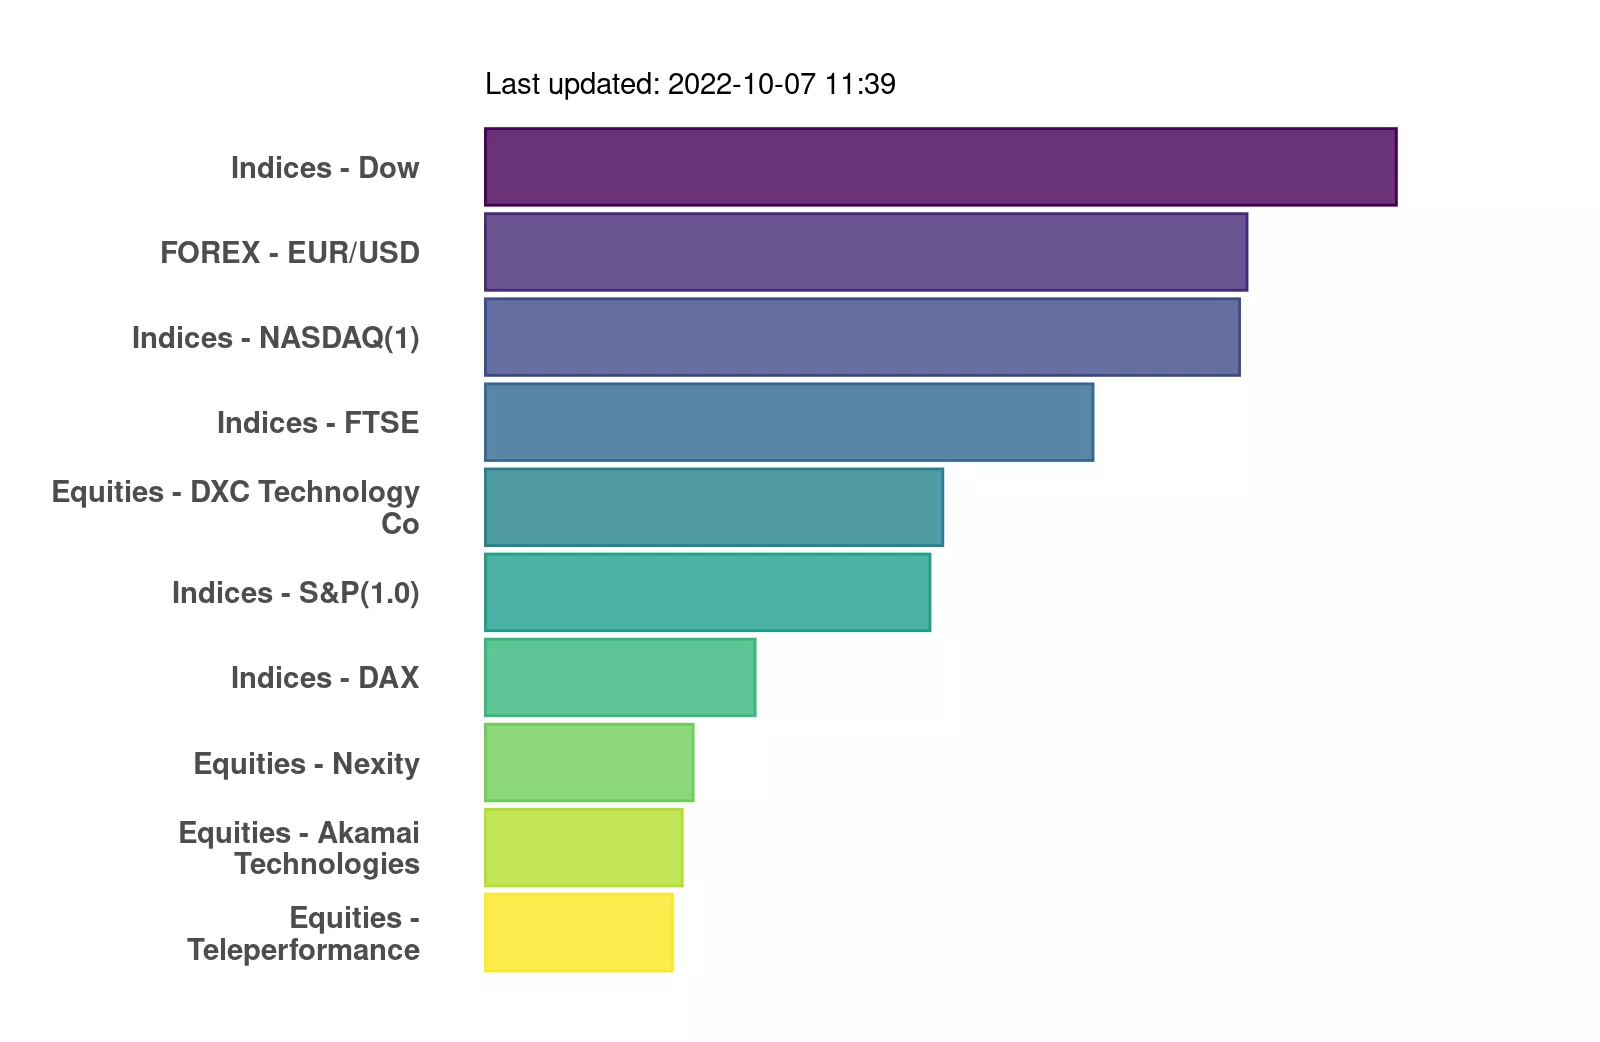 Last updated: 2022-10-07 11:39
Indices - Dow
FOREX - EUR/USD
Indices - NASDAQ(1)
Indices - FTSE
Equities - DXC Technology
Co
Indices - S&P(1.0)
Indices - DAX
Equities - Nexity
Equities - Akamai
Technologies
Equities -
Teleperformance